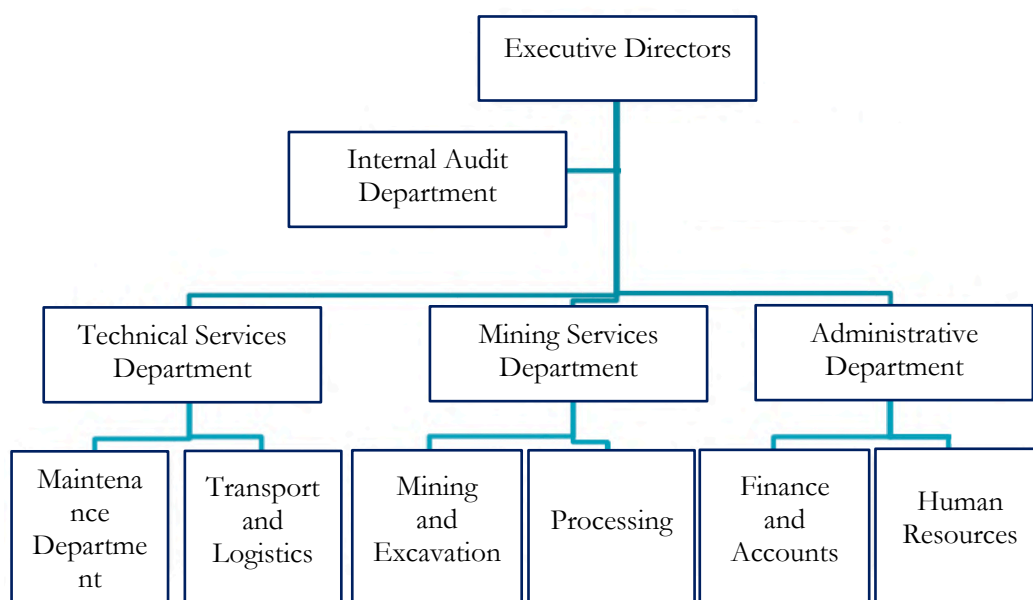 Executive Directors
Internal Audit
Department
Technical Services
Department
Mining Services
Department
Administrative
Department
Maintena
nce
Departme
nt
Transport
and
Logistics
Mining
and
Excavation
Processing
Finance
and
Accounts
Human
Resources